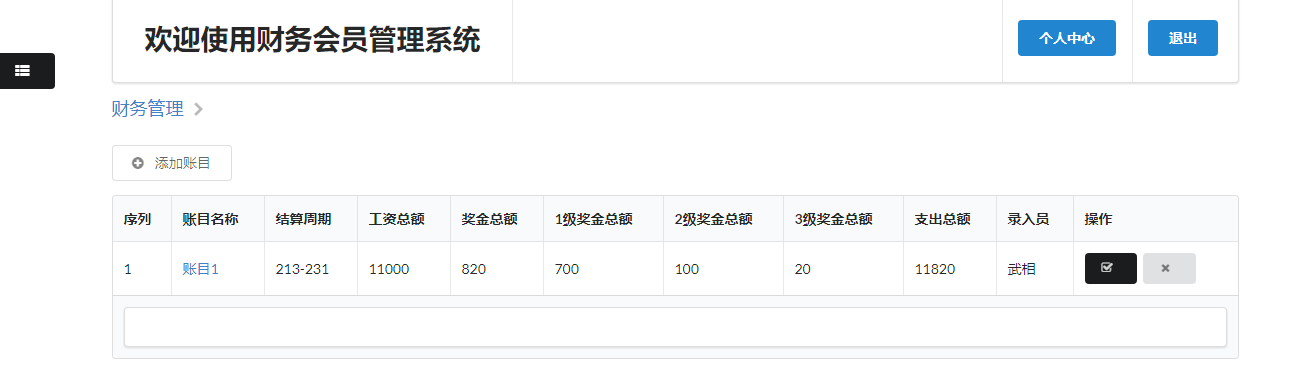 欢迎使用财务会员管理系统 个人中心 退出
财务管理
添加账目
序列 账目名称 结算周期 工资总额 奖金总额 1级奖金总额 2级奖金总额 3级奖金总额 支出总额 录入员 操作
1 账目1 213-231 11000 820 700 100 20 11820 武相